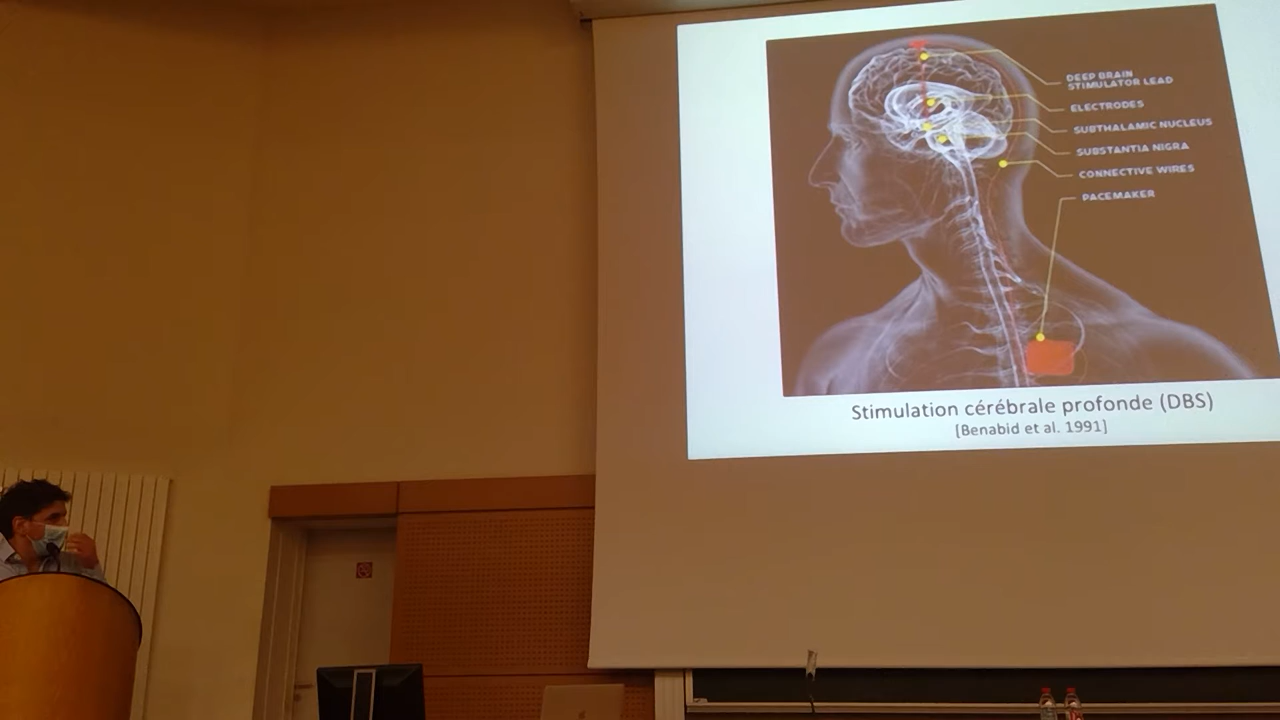 DEEP BRAIN
STIMULATOR LEAD
ELECTRODES
SUBTHALAMIC NUCLEUS
SUBSTANTIA NIGRA
CONNECTIVE WIRES
PACEMAKER
Stimulation cérébrale profonde (DBS)
[Benabid et al. 1991]